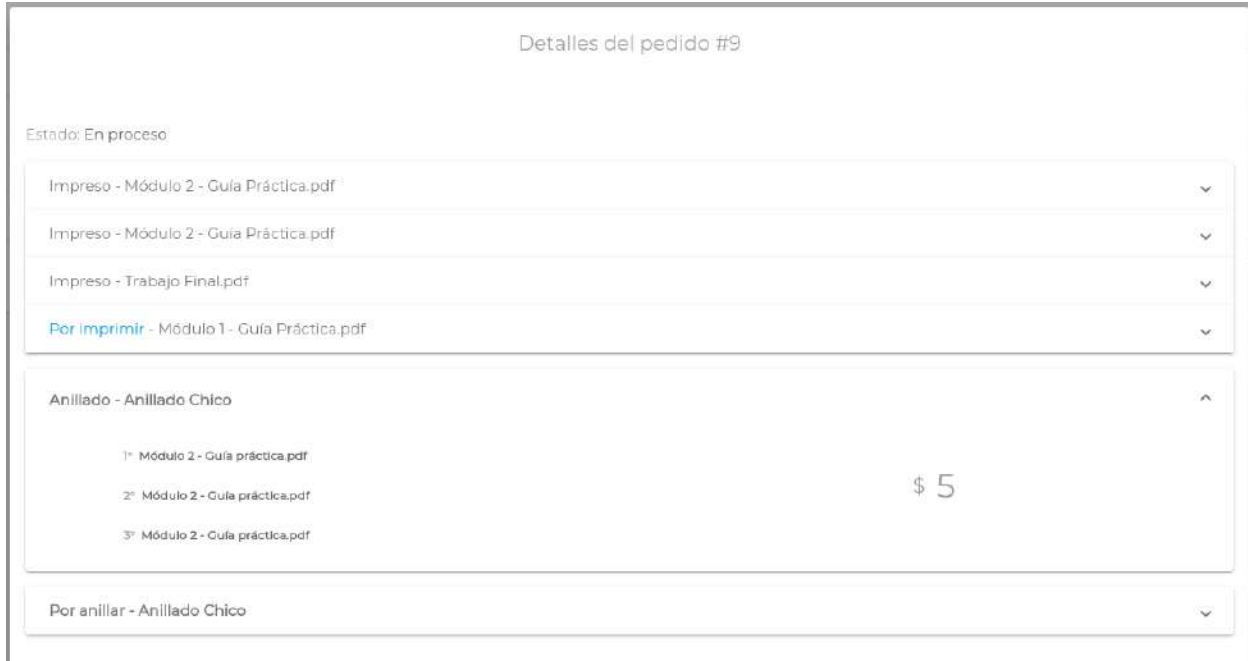 Detalles del pedido #9
Estado: En proceso
Impreso - Módulo 2 - Guía Práctica.pdf
Impreso - Módulo 2 - Guía Práctica.pdf
Impreso - Trabajo Final.pdf
Por imprimir - Módulo 1 - Guía Práctica.pdf
Anillado - Anillado Chico
1° Módulo 2 - Guía práctica.pdf
2° Módulo 2 - Guía práctica.pdf
3° Módulo 2 - Guía práctica.pdf
$ 5
Por anillar - Anillado Chico